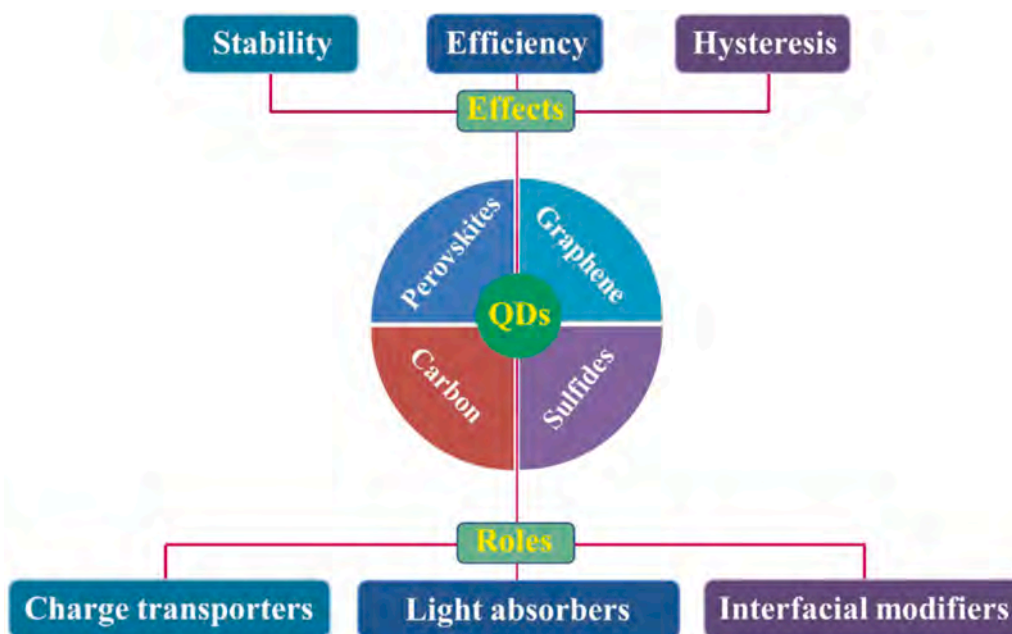 Stability
Efficiency
Hysteresis
Effects
Perovskites
Graphene
QDs
Carbon
Sulfides
Roles
Charge transporters
Light absorbers
Interfacial modifiers